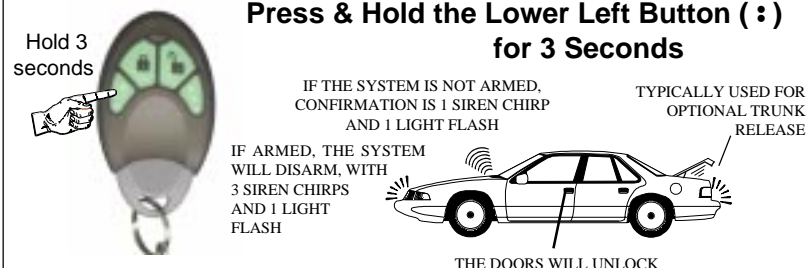 Press & Hold the Lower Left Button ( : )
for 3 Seconds
Hold 3
seconds
IF THE SYSTEM IS NOT ARMED,
CONFIRMATION IS 1 SIREN CHIRP
AND 1 LIGHT FLASH
TYPICALLY USED FOR
OPTIONAL TRUNK
RELEASE
IF ARMED, THE SYSTEM
WILL DISARM, WITH
3 SIREN CHIRPS
AND 1 LIGHT
FLASH
THE DOORS WILL UNLOCK